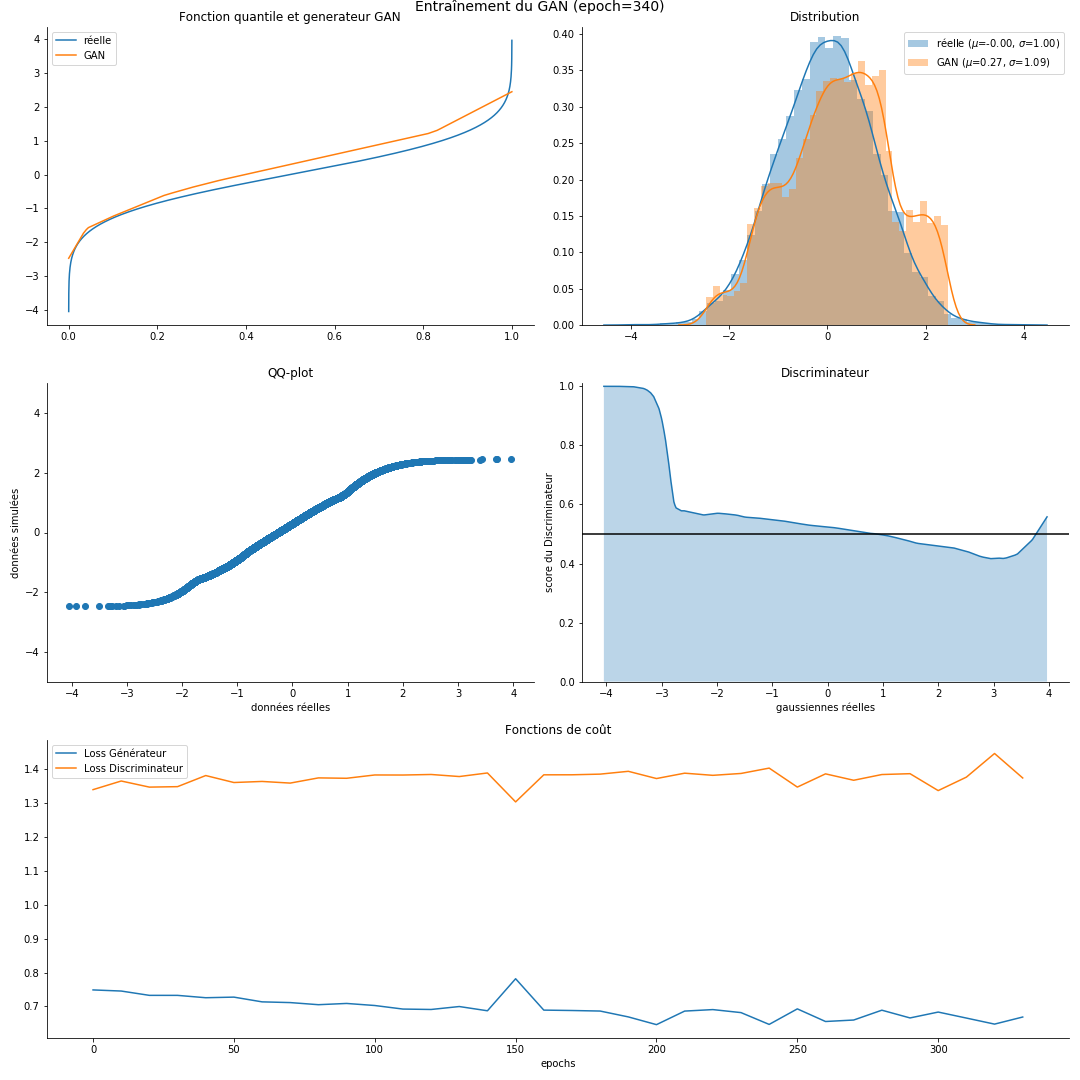 Entraînement du GAN (epoch=340)
Fonction quantile et generateur GAN
réelle
GAN
4
3
2
1
0
−1
−2
−3
−4
0.0 0.2 0.4 0.6 0.8 1.0
Distribution
réelle (μ=-0.00, σ=1.00)
GAN (μ=0.27, σ=1.09)
0.40
0.35
0.30
0.25
0.20
0.15
0.10
0.05
0.00
−4 −2 0 2 4
QQ-plot
données simulées
4
2
0
−2
−4
−4 −3 −2 −1 0 1 2 3 4
données réelles
Discriminateur
score du Discriminateur
1.0
0.8
0.6
0.4
0.2
0.0
−4 −3 −2 −1 0 1 2 3 4
gaussiennes réelles
Fonctions de coût
Loss Générateur
Loss Discriminateur
1.4
1.3
1.2
1.1
1.0
0.9
0.8
0.7
0 50 100 150 200 250 300
epochs